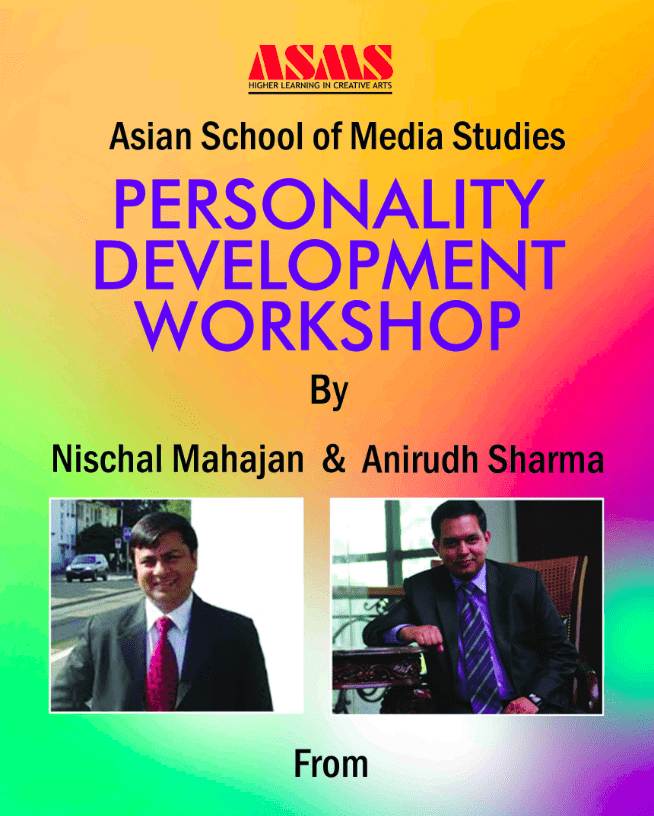 ASMS
HIGHER LEARNING IN CREATIVE ARTS
Asian School of Media Studies
PERSONALITY
DEVELOPMENT
WORKSHOP
By
Nischal Mahajan & Anirudh Sharma
From